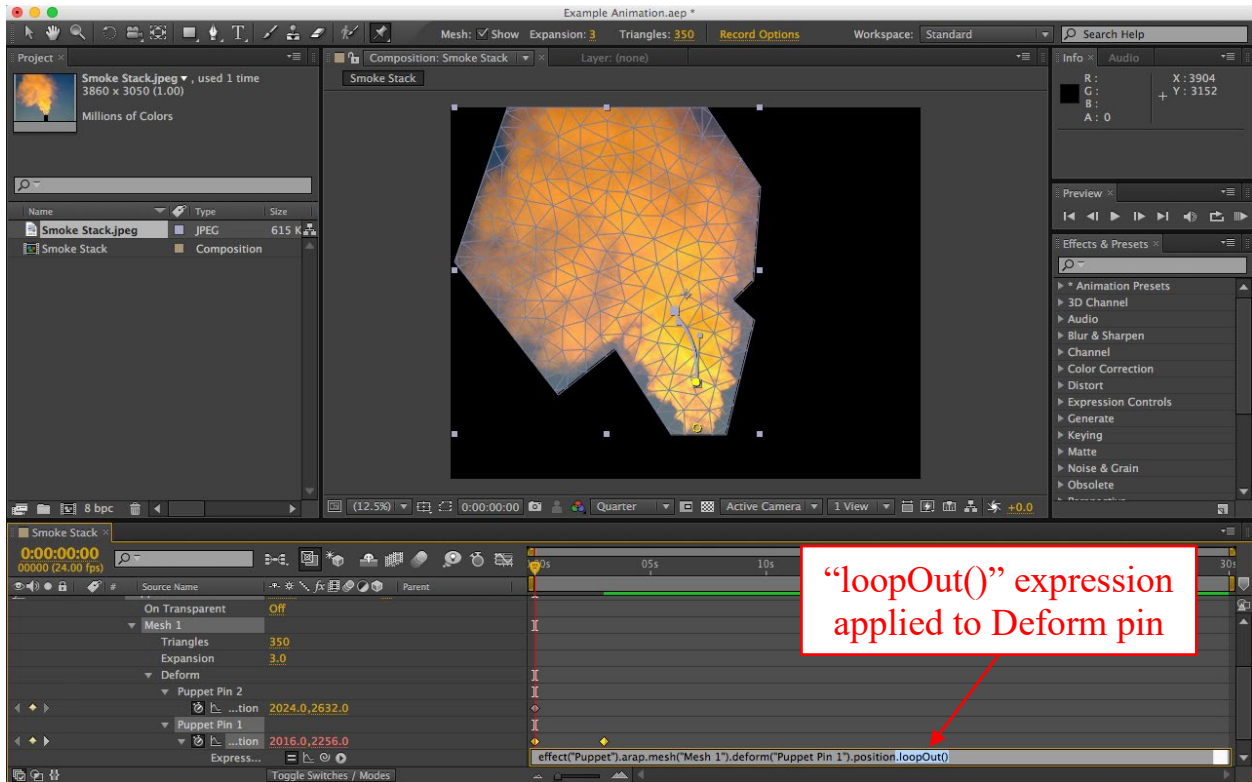 Example Animation.aep *
Mesh: Show Expansion: 3 Triangles: 350 Record Options Workspace: Standard Search Help
Project
Smoke Stack.jpeg , used 1 time
3860 x 3050 (1.00)
Millions of Colors
Name Type Size
Smoke Stack.jpeg JPEG 615 K
Smoke Stack Composition
8 bpc
Composition: Smoke Stack Layer: (none)
Smoke Stack
(12.5%) 0:00:00:00 Quarter Active Camera 1 View +0.0
Info Audio
R : X : 3904
G : Y : 3152
B :
A : 0
Preview
Effects & Presets
* Animation Presets
3D Channel
Audio
Blur & Sharpen
Channel
Color Correction
Distort
Expression Controls
Generate
Keying
Matte
Noise & Grain
Obsolete
Smoke Stack
0:00:00:00
00000 (24.00 fps)
# Source Name Parent
05s 10s
On Transparent Off
Mesh 1
Triangles 350
Expansion 3.0
Deform
Puppet Pin 2
...tion 2024.0,2632.0
Puppet Pin 1
...tion 2016.0,2256.0
Express... effect("Puppet").arap.mesh("Mesh 1").deform("Puppet Pin 1").position.loopOut()
Toggle Switches / Modes
“loopOut()” expression
applied to Deform pin